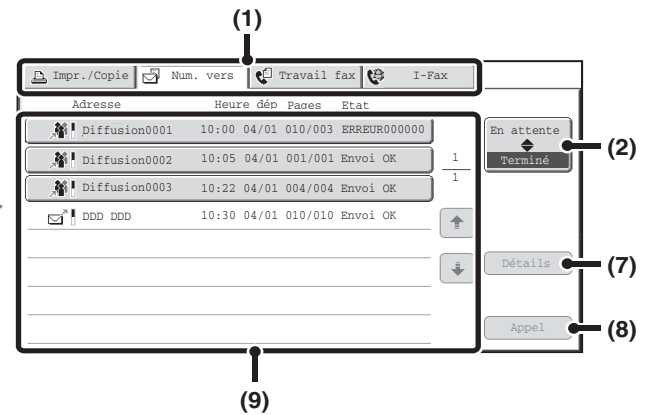 (1)
Impr./Copie Num. vers Travail fax I-Fax
Adresse Heure dép Pages Etat
Diffusion0001 10:00 04/01 010/003 ERREUR000000
Diffusion0002 10:05 04/01 001/001 Envoi OK
Diffusion0003 10:22 04/01 004/004 Envoi OK
DDD DDD 10:30 04/01 010/010 Envoi OK
1
1
En attente
Terminé
(2)
Détails
(7)
Appel
(8)
(9)